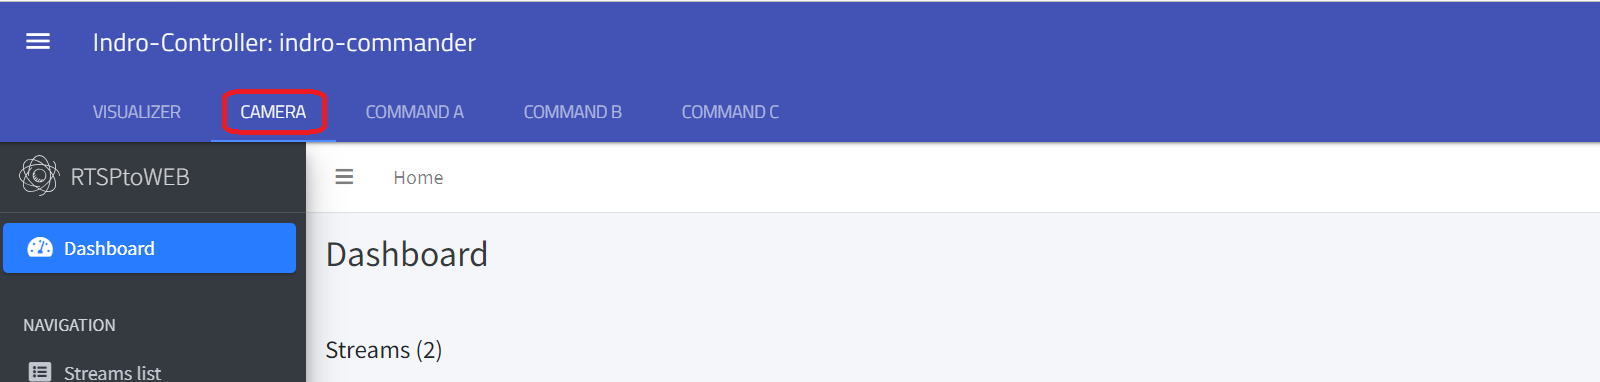 Indro-Controller: indro-commander
VISUALIZER CAMERA COMMAND A COMMAND B COMMAND C
RTSPtoWEB
Home
Dashboard
Dashboard
NAVIGATION
Streams (2)
Streams list